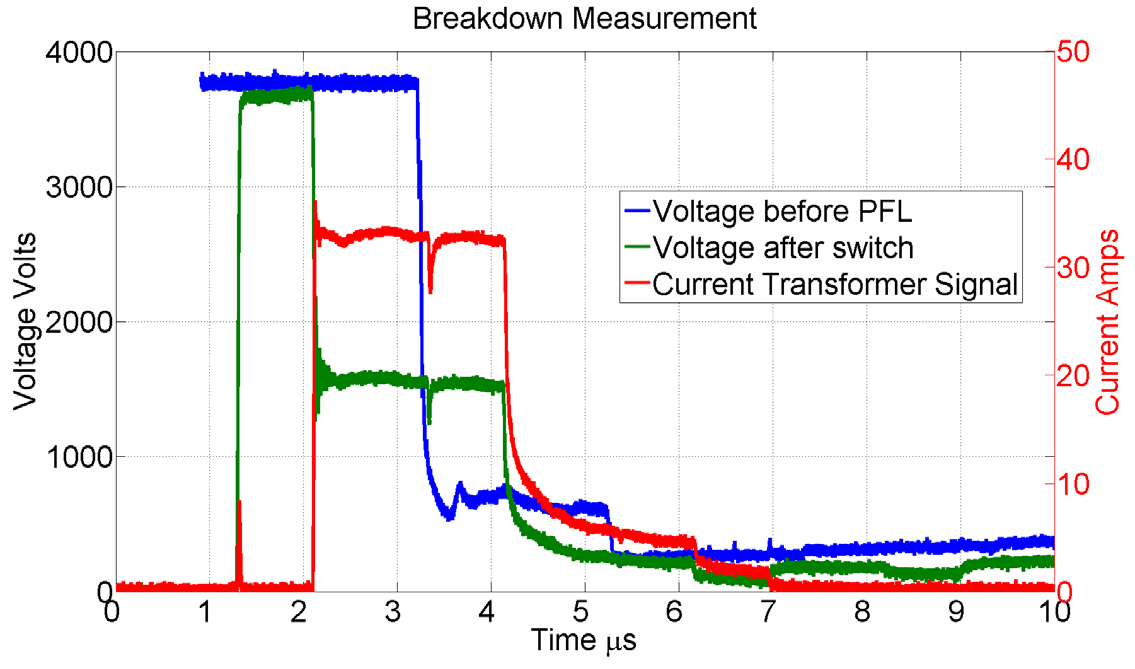 Breakdown Measurement
4000
3000
2000
1000
0
Voltage Volts
50
40
30
20
10
0
Current Amps
Voltage before PFL
Voltage after switch
Current Transformer Signal
0 1 2 3 4 5 6 7 8 9 10
Time μs